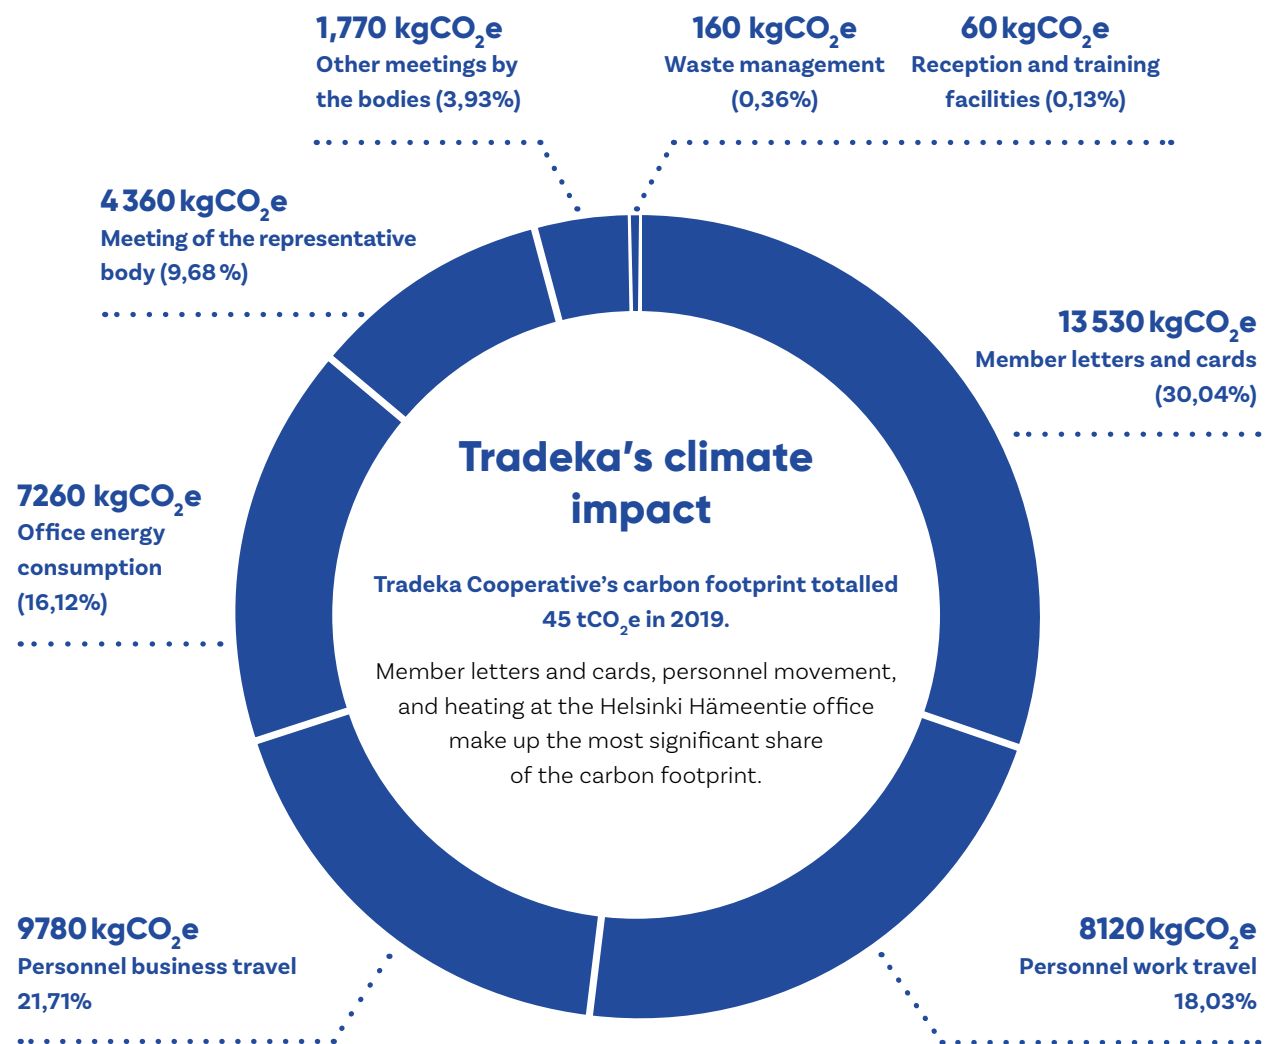 1,770 kgCO2e
Other meetings by
the bodies (3,93%)
160 kgCO2e
Waste management
(0,36%)
60 kgCO2e
Reception and training
facilities (0,13%)
4 360 kgCO2e
Meeting of the representative
body (9,68 %)
13 530 kgCO2e
Member letters and cards
(30,04%)
Tradeka’s climate
impact
7260 kgCO2e
Office energy
consumption
(16,12%)
Tradeka Cooperative’s carbon footprint totalled
45 tCO2e in 2019.
Member letters and cards, personnel movement,
and heating at the Helsinki Hämeentie office
make up the most significant share
of the carbon footprint.
9780 kgCO2e
Personnel business travel
21,71%
8120 kgCO2e
Personnel work travel
18,03%